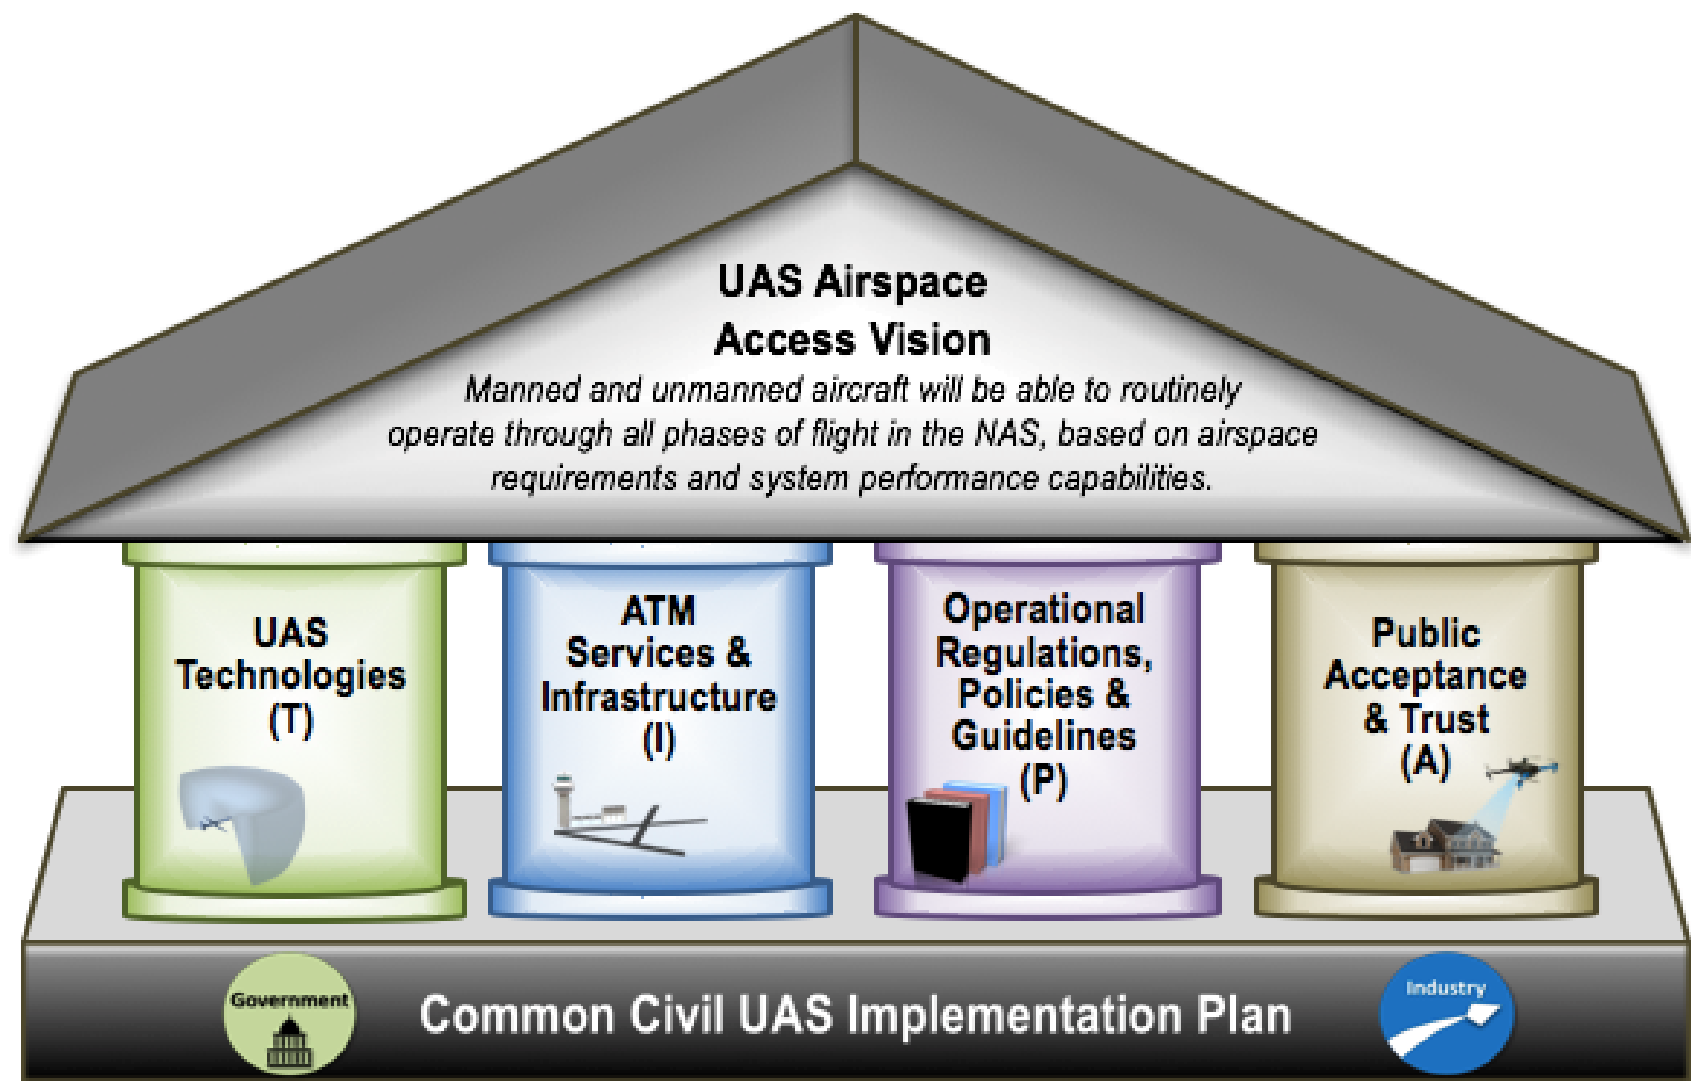 UAS Airspace
Access Vision
Manned and unmanned aircraft will be able to routinely
operate through all phases of flight in the NAS, based on airspace
requirements and system performance capabilities.
UAS
Technologies
(T)
ATM
Services &
Infrastructure
(I)
Operational
Regulations,
Policies &
Guidelines
(P)
Public
Acceptance
& Trust
(A)
Government
Common Civil UAS Implementation Plan
Industry